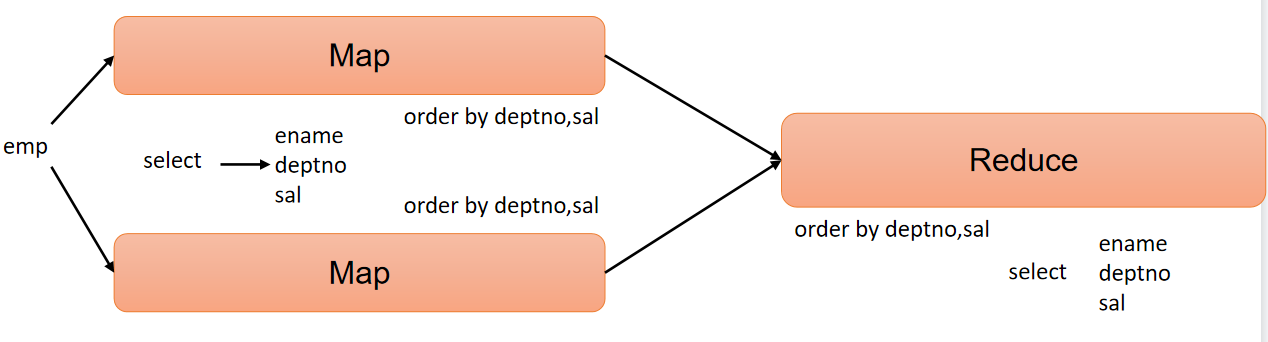 Map
order by deptno,sal
emp
select
ename
deptno
sal
order by deptno,sal
Map
Reduce
order by deptno,sal
select
ename
deptno
sal